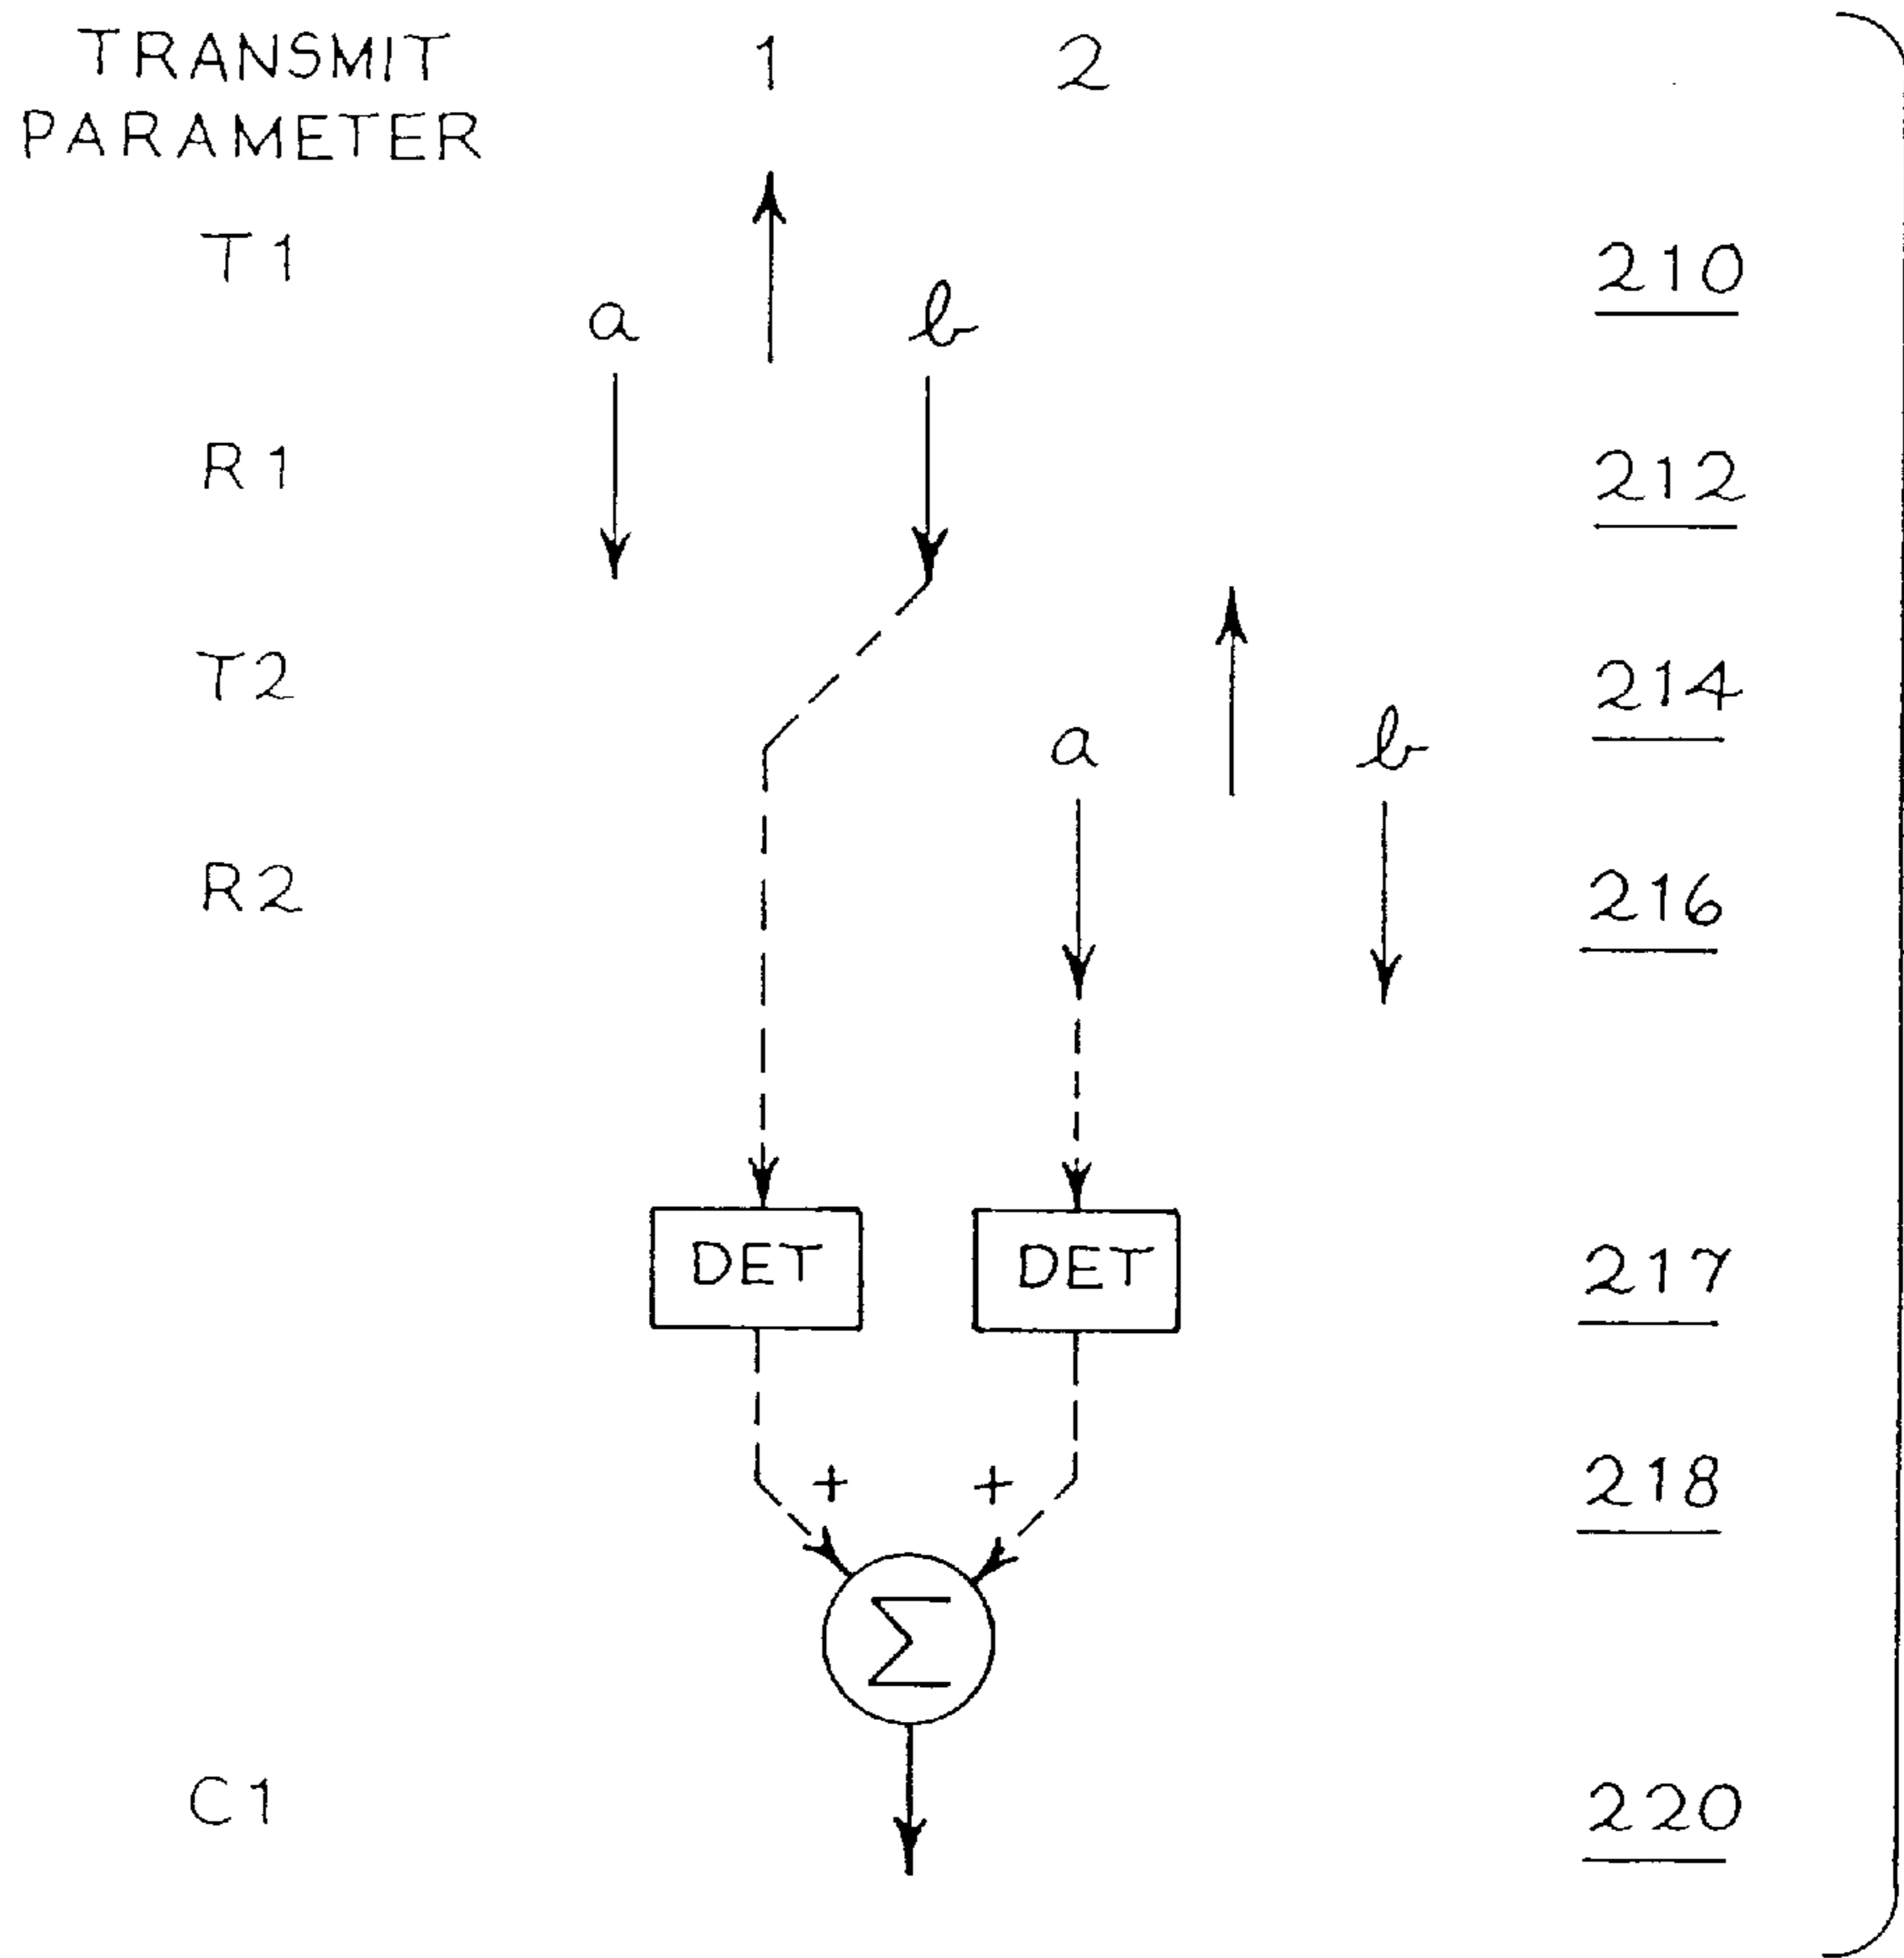 TRANSMIT 1 2
PARAMETER
T1 210
a b
R1 212
T2 214
a b
R2 216
DET DET 217
+ + 218
Σ
C1 220